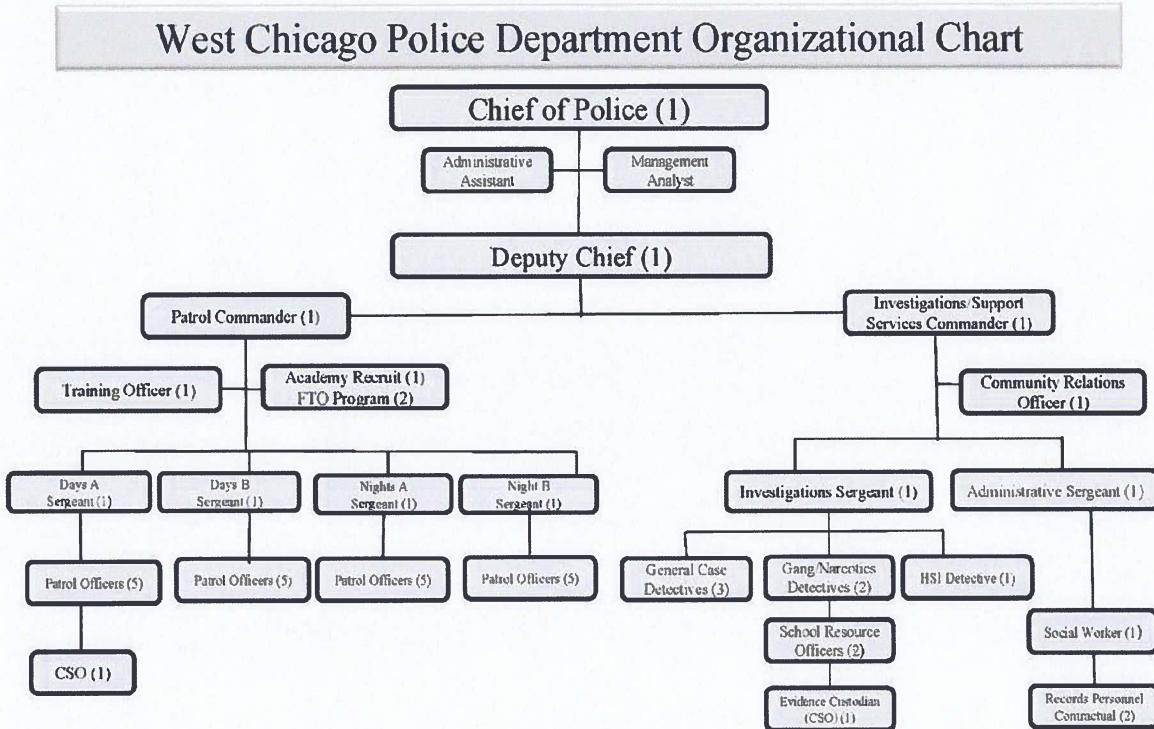 West Chicago Police Department Organizational Chart
Chief of Police (1)
Administrative
Assistant
Management
Analyst
Deputy Chief (1)
Patrol Commander (1)
Investigations/Support
Services Commander (1)
Training Officer (1)
Academy Recruit (1)
FTO Program (2)
Community Relations
Officer (1)
Days A
Sergeant (1)
Days B
Sergeant (1)
Nights A
Sergeant (1)
Night B
Sergeant (1)
Investigations Sergeant (1)
Administrative Sergeant (1)
Patrol Officers (5)
Patrol Officers (5)
Patrol Officers (5)
Patrol Officers (5)
General Case
Detectives (3)
Gang/Narcotics
Detectives (2)
HSI Detective (1)
CSO (1)
School Resource
Officers (2)
Social Worker (1)
Evidence Custodian
(CSO) (1)
Records Personnel
Contractual (2)